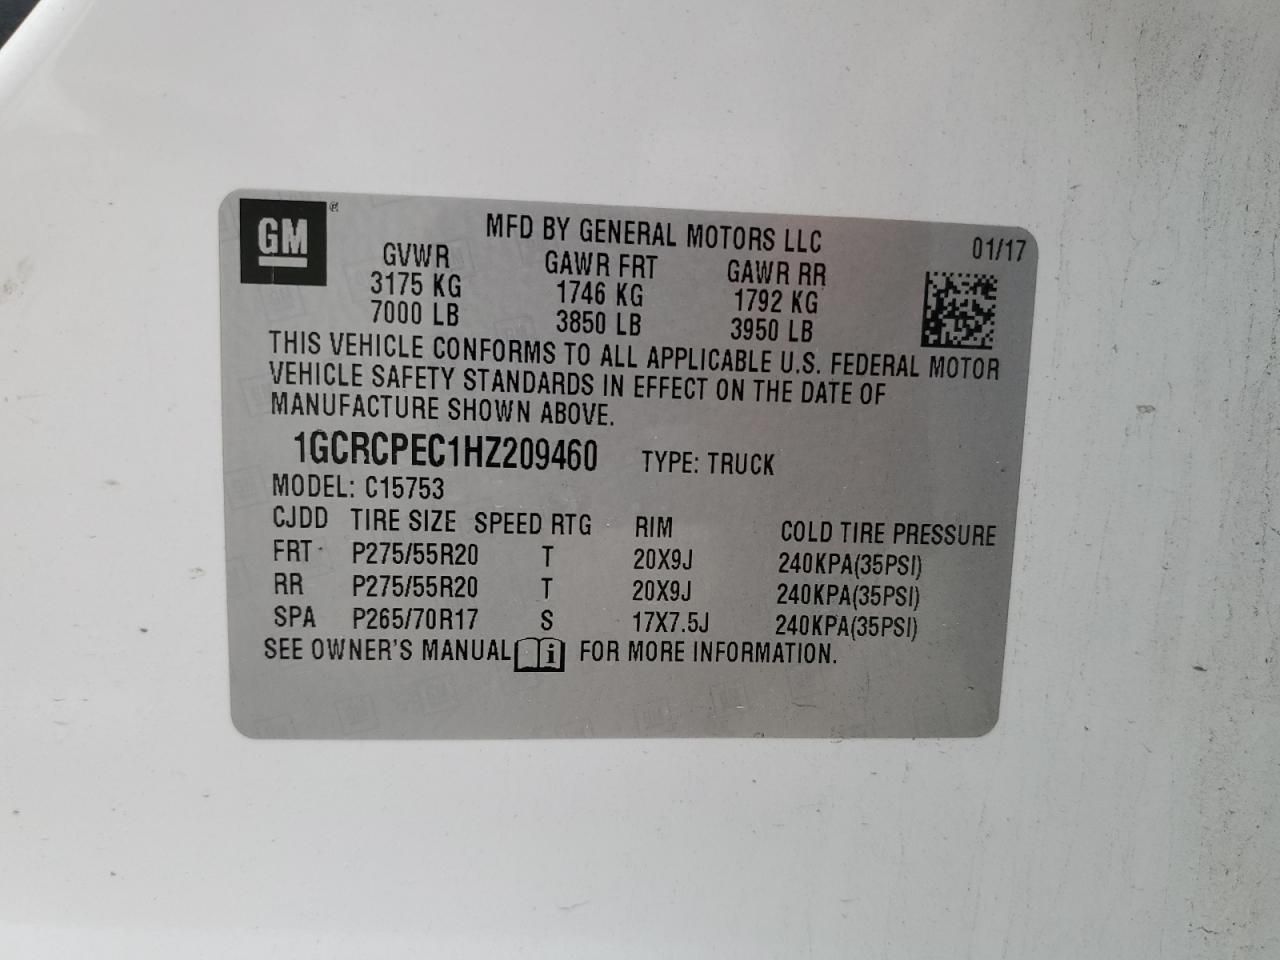 GM ®
MFD BY GENERAL MOTORS LLC 01/17
GVWR GAWR FRT GAWR RR
3175 KG 1746 KG 1792 KG
7000 LB 3850 LB 3950 LB
THIS VEHICLE CONFORMS TO ALL APPLICABLE U.S. FEDERAL MOTOR
VEHICLE SAFETY STANDARDS IN EFFECT ON THE DATE OF
MANUFACTURE SHOWN ABOVE.
1GCRCPEC1HZ209460 TYPE: TRUCK
MODEL: C15753
CJDD TIRE SIZE SPEED RTG RIM COLD TIRE PRESSURE
FRT P275/55R20 T 20X9J 240KPA(35PSI)
RR P275/55R20 T 20X9J 240KPA(35PSI)
SPA P265/70R17 S 17X7.5J 240KPA(35PSI)
SEE OWNER'S MANUAL i FOR MORE INFORMATION.